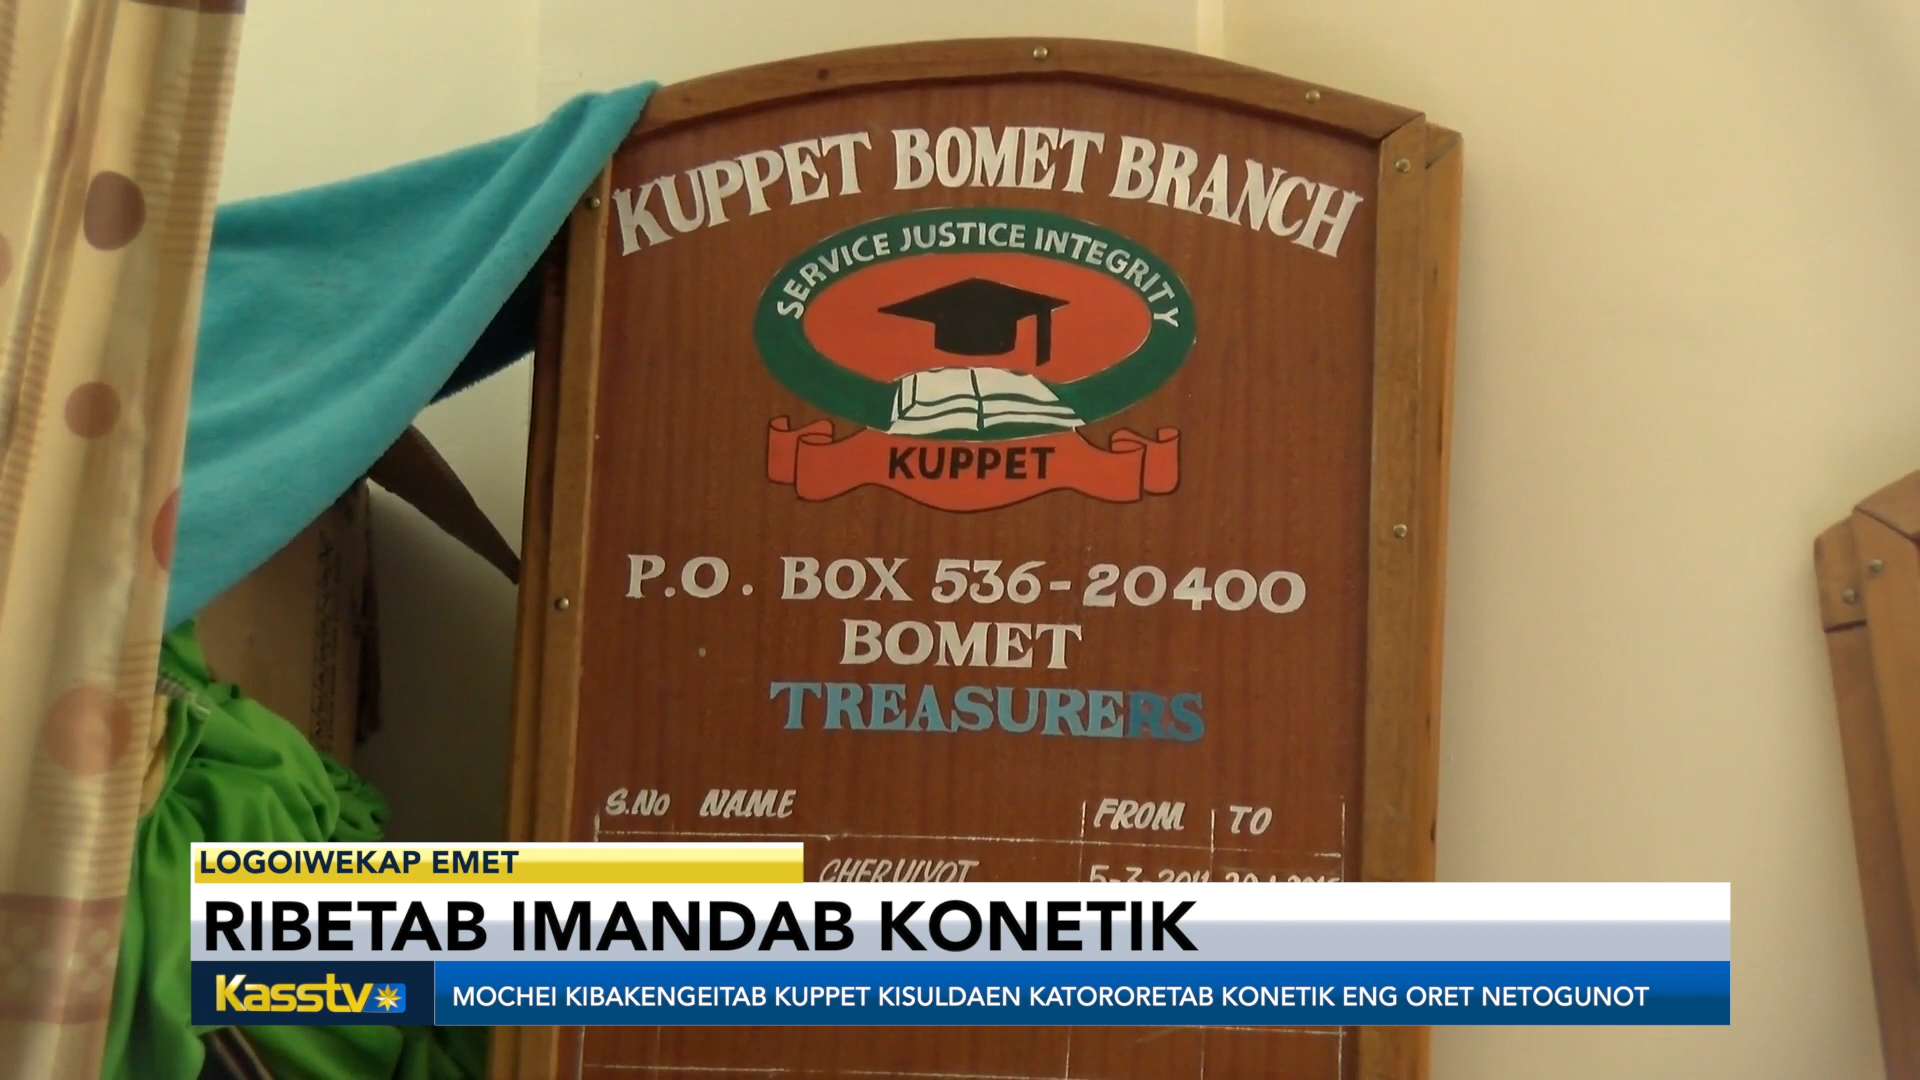 KUPPET BOMET BRANCH
SERVICE JUSTICE INTEGRITY
KUPPET
P.O. BOX 536-20400
BOMET
TREASURERS
S.NO NAME FROM TO
CHERUIYOT
LOGOIWEKAP EMET
RIBETAB IMANDAB KONETIK
Kasstv
MOCHEI KIBAKENGEITAB KUPPET KISULDAEN KATORORETAB KONETIK ENG ORET NETOGUNOT